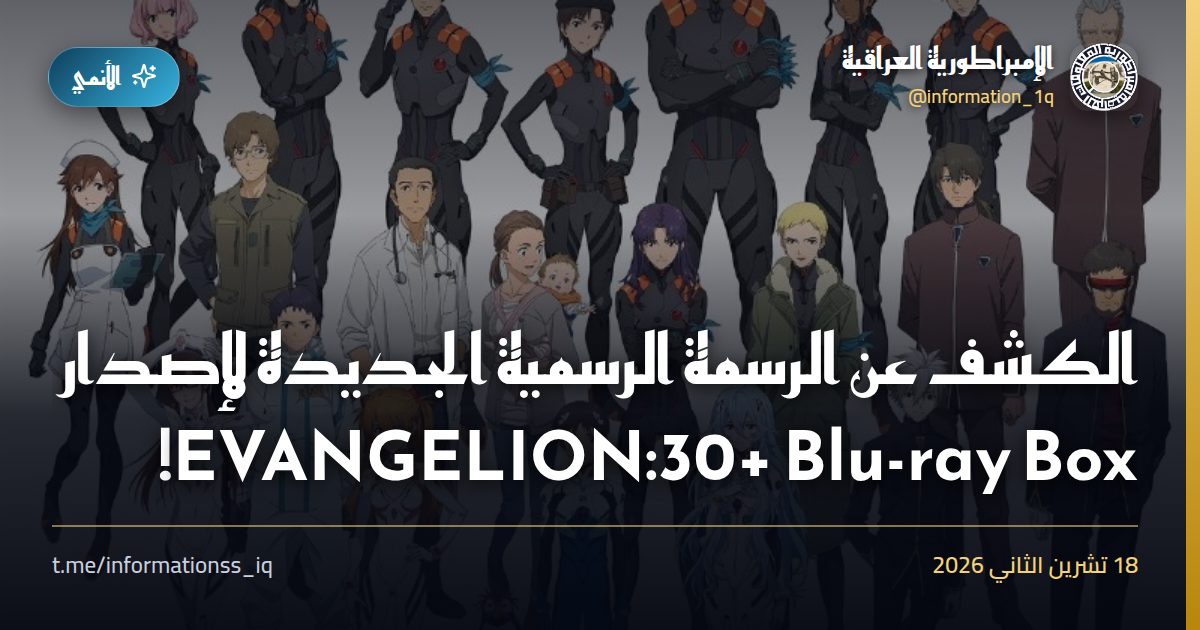 الإمبراطورية العراقية
@information_1q
الأنمي
الكشف عن الرسمة الرسمية الجديدة لإصدار
EVANGELION:30+ Blu-ray Box!
18 تشرين الثاني 2026
t.me/informationss_iq